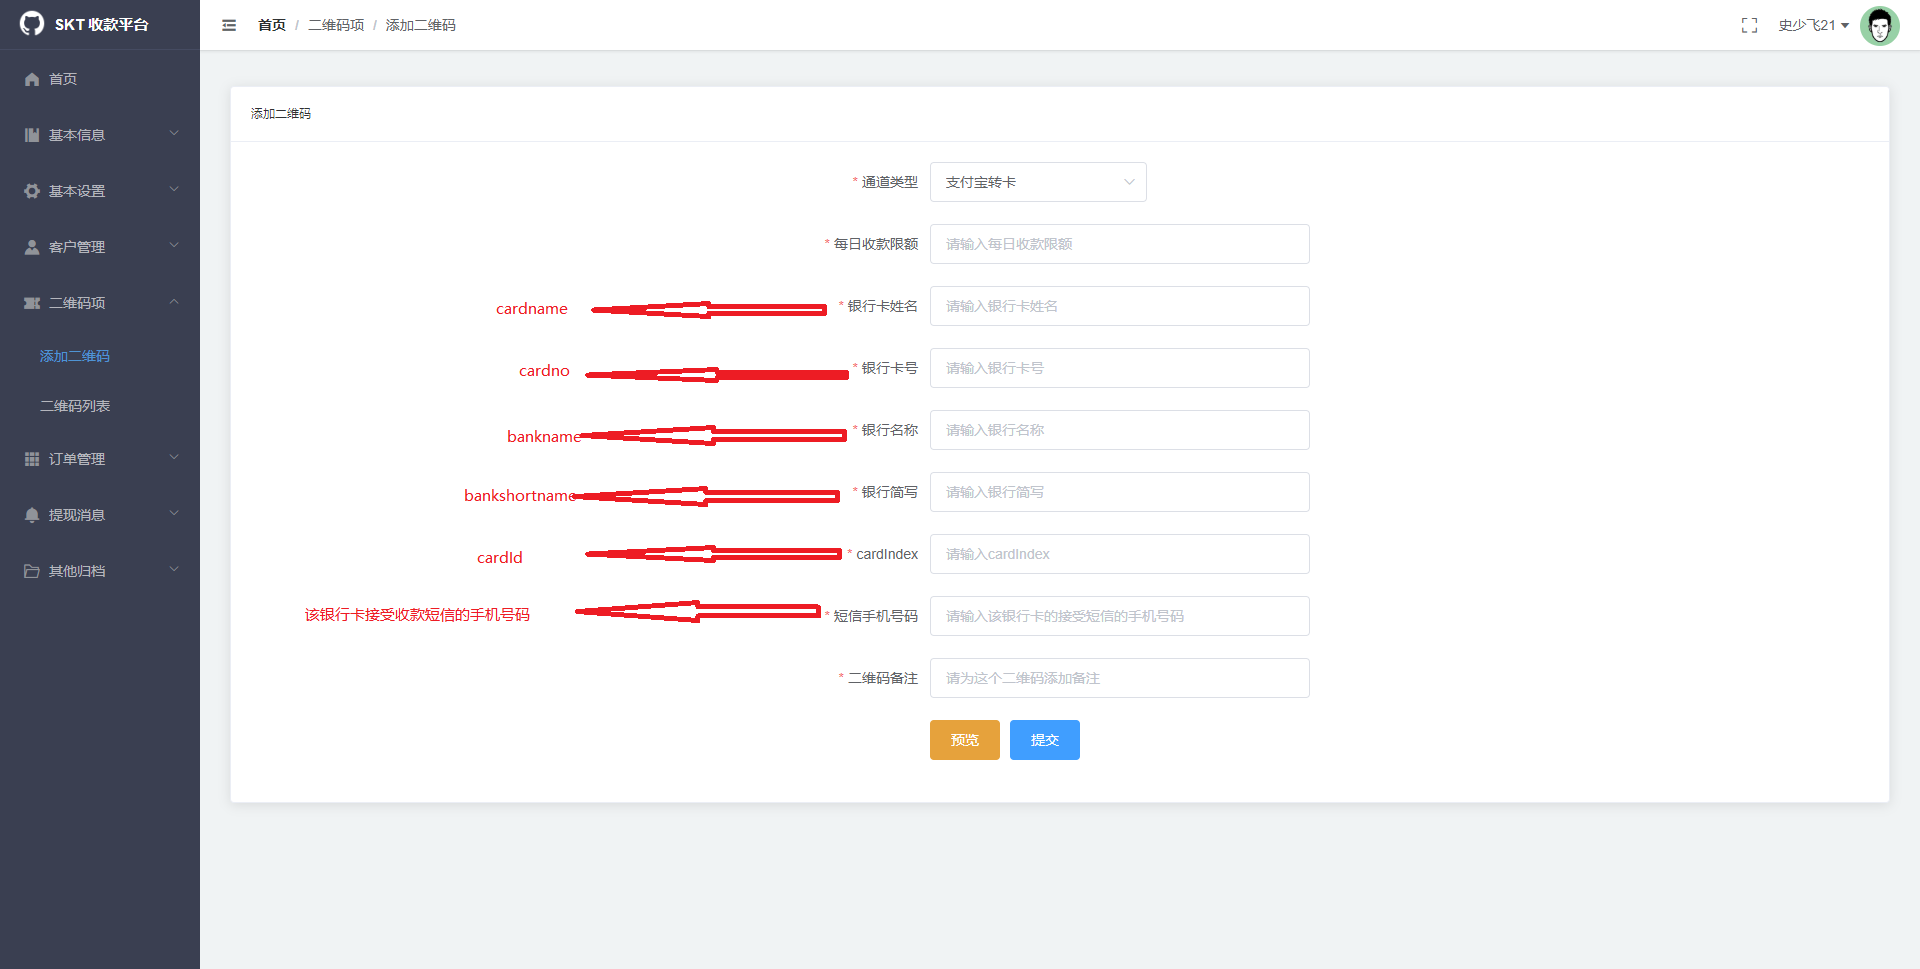 SKT 收款平台
首页 / 二维码项 / 添加二维码
史少飞21
首页
基本信息
基本设置
客户管理
二维码项
添加二维码
二维码列表
订单管理
提现消息
其他归档
添加二维码
* 通道类型 支付宝转卡
* 每日收款限额 请输入每日收款限额
cardname * 银行卡姓名 请输入银行卡姓名
cardno * 银行卡号 请输入银行卡号
bankname * 银行名称 请输入银行名称
bankshortname * 银行简写 请输入银行简写
cardId * cardIndex 请输入cardIndex
该银行卡接受收款短信的手机号码 * 短信手机号码 请输入该银行卡的接受短信的手机号码
* 二维码备注 请为这个二维码添加备注
预览 提交